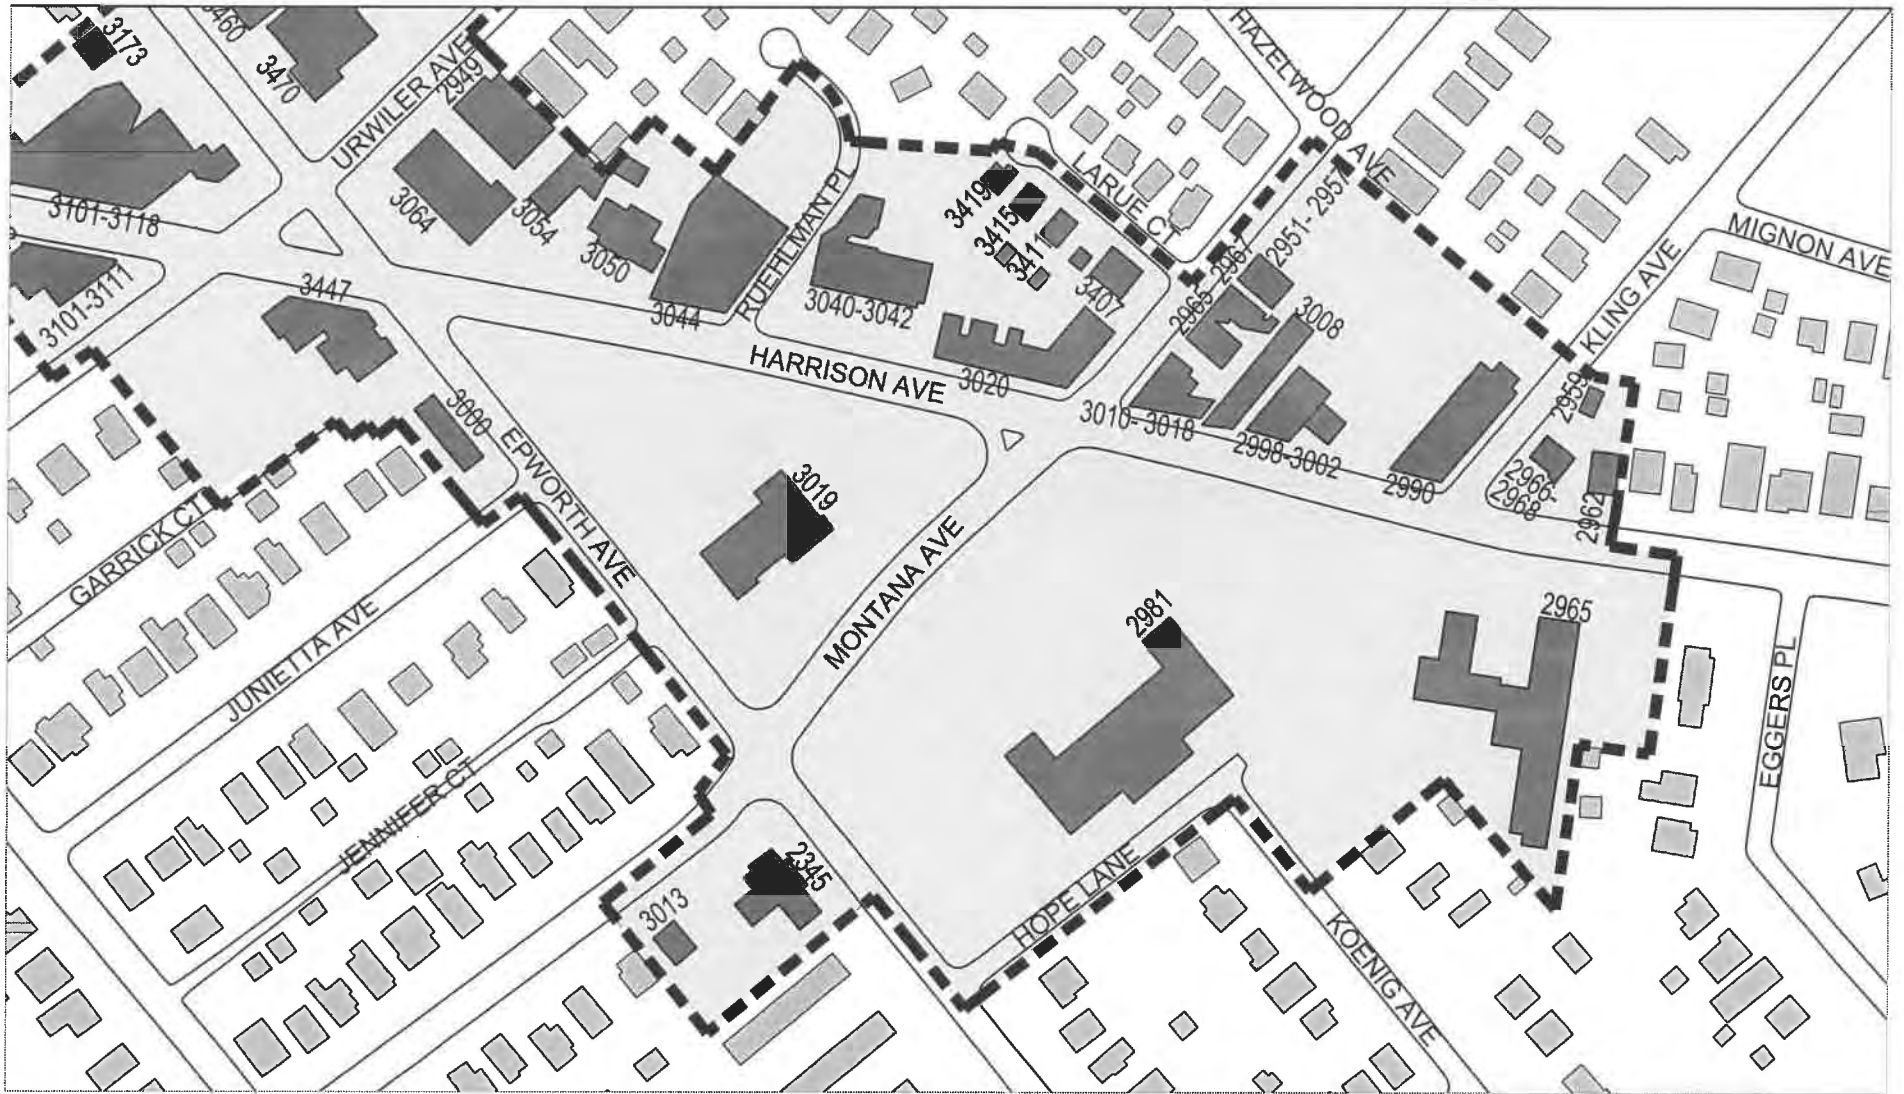 3173
3460
3470
URWILER AVE
2949
HAZELWOOD AVE
3101-3118
3064
3054
3050
3044
RUEHLMAN PL
3040-3042
3419
3415
3411
LARUE CT
3407
2965-2967
2951-2957
3008
KLING AVE
MIGNON AVE
3101-3111
3447
HARRISON AVE
3020
3010-3018
2998-3002
2990
2959
2966-
2968
2962
3000
EPWORTH AVE
3019
MONTANA AVE
GARRICK CT
JUNIETTA AVE
JENNIFER CT
2981
2965
EGGERS PL
2345
3013
HOPE LANE
KOENIG AVE